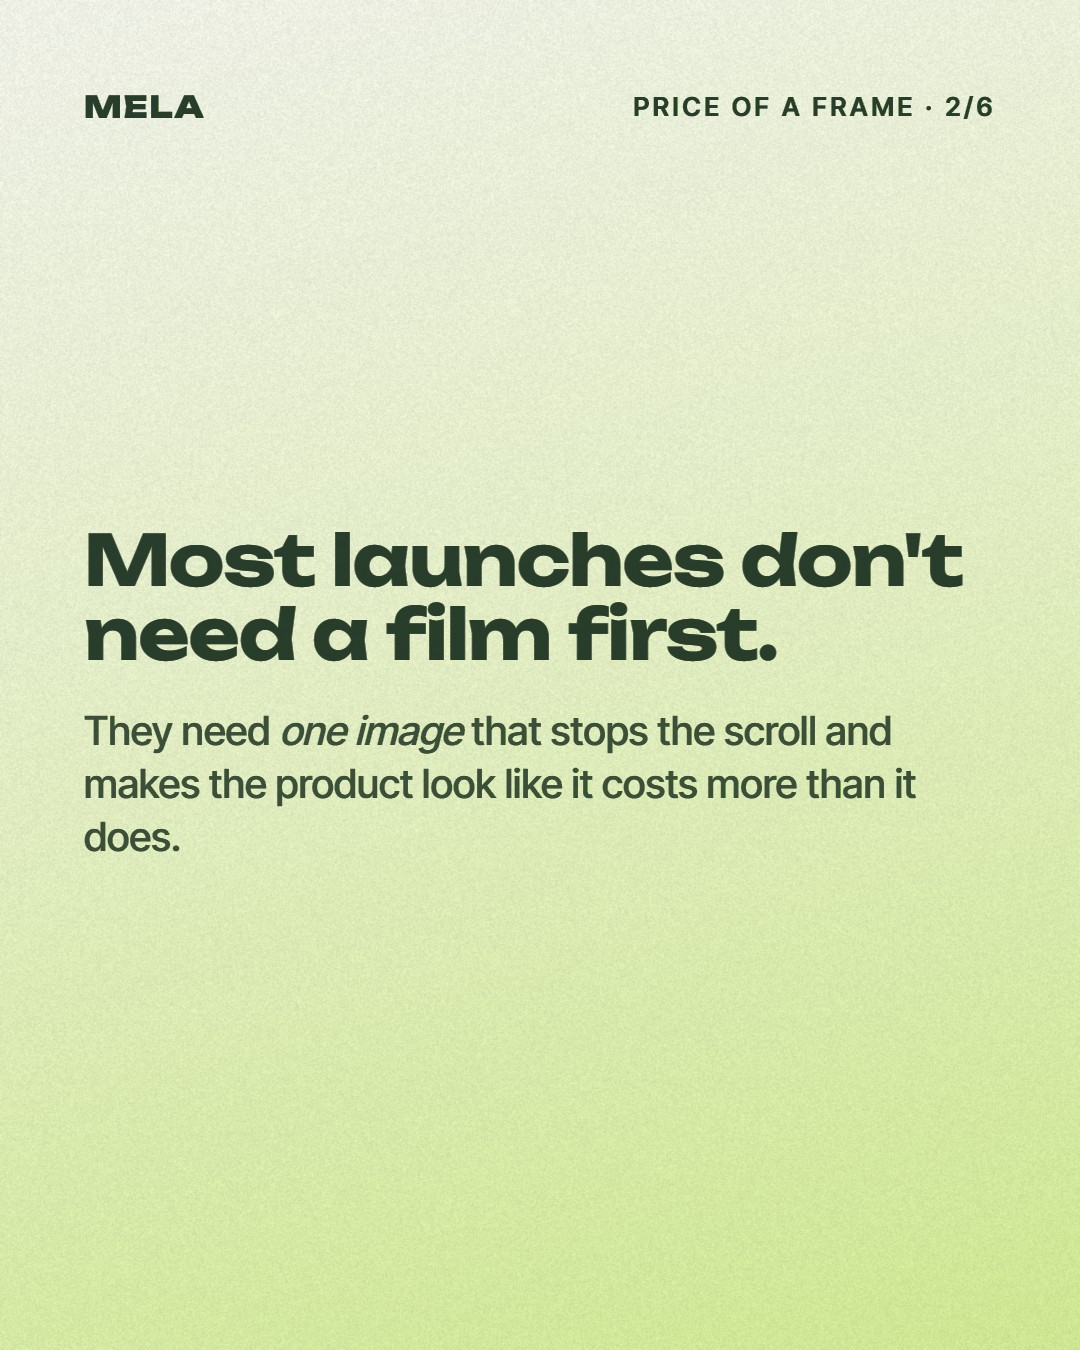 MELA
PRICE OF A FRAME · 2/6
Most launches don't
need a film first.
They need one image that stops the scroll and
makes the product look like it costs more than it
does.